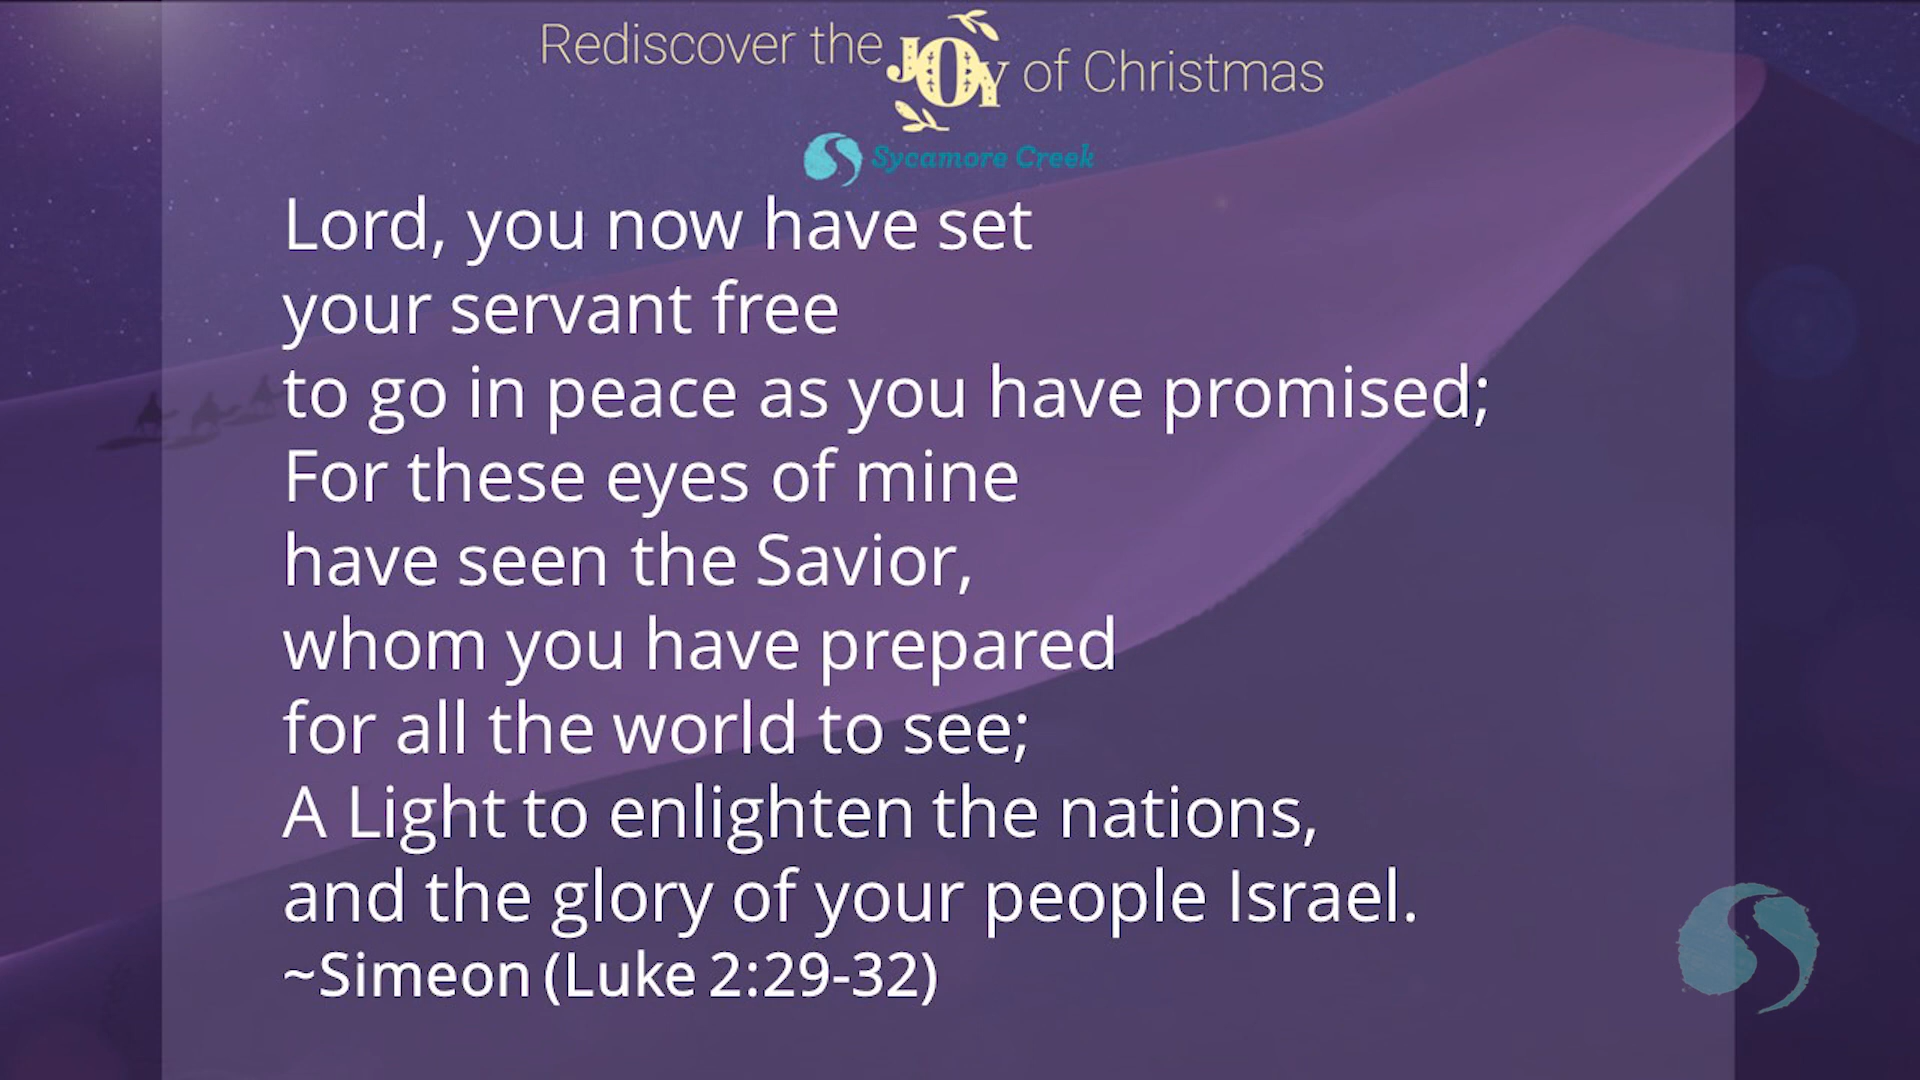 Rediscover the JOY of Christmas
Sycamore Creek
Lord, you now have set
your servant free
to go in peace as you have promised;
For these eyes of mine
have seen the Savior,
whom you have prepared
for all the world to see;
A Light to enlighten the nations,
and the glory of your people Israel.
~Simeon (Luke 2:29-32)